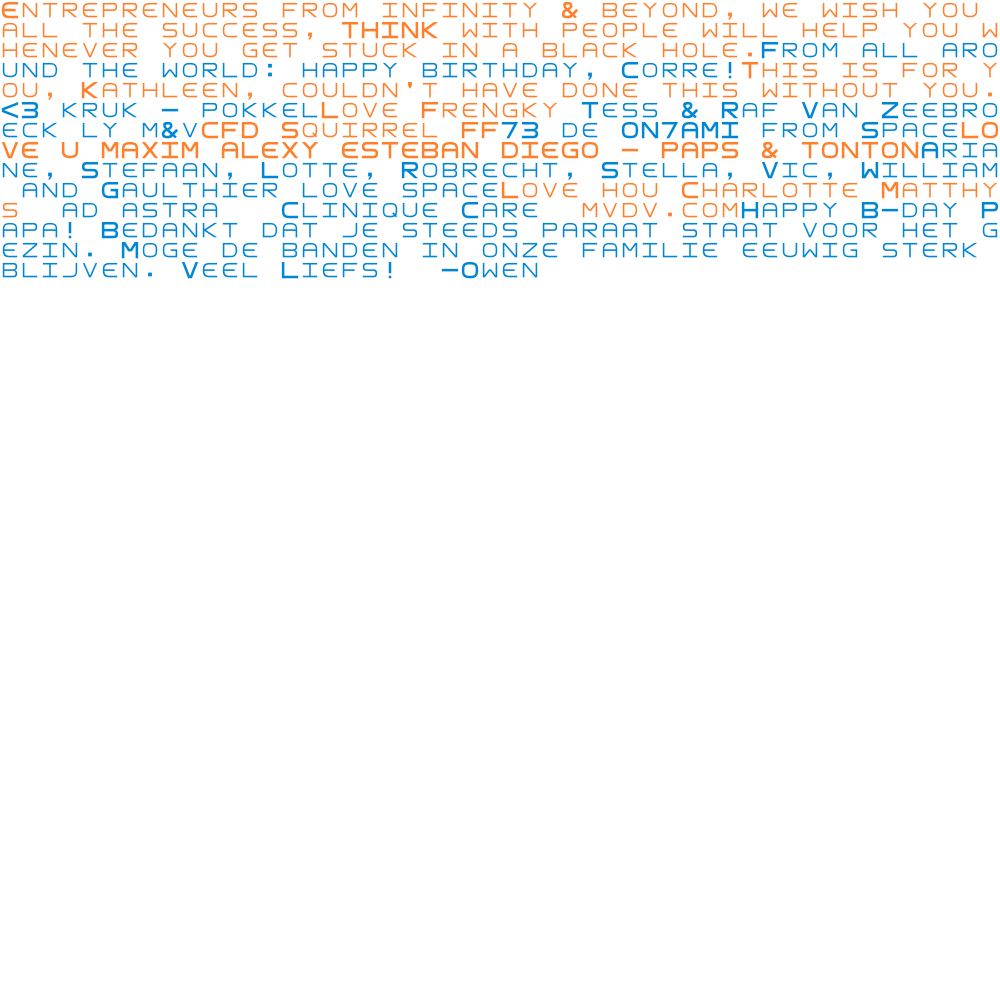 Entrepreneurs from infinity & beyond, we wish you
all the success, THINK with people will help you w
henever you get stuck in a black hole.From all aro
und the world: happy birthday, Corre!This is for y
ou, Kathleen, couldn't have done this without you.
<3 kruk - pokkelLove Frengky Tess & Raf Van Zeebro
eck ly m&vCFD Squirrel FF73 de ON7AMI from SpaceLO
VE U MAXIM ALEXY ESTEBAN DIEGO - PAPS & TONTONAria
ne, Stefaan, Lotte, Robrecht, Stella, Vic, William
and Gaulthier love spaceLove hou Charlotte Matthy
s ad astra Clinique Care mvdv.comHappy B-day P
apa! Bedankt dat je steeds paraat staat voor het g
ezin. Moge de banden in onze familie eeuwig sterk
blijven. Veel Liefs! -Owen